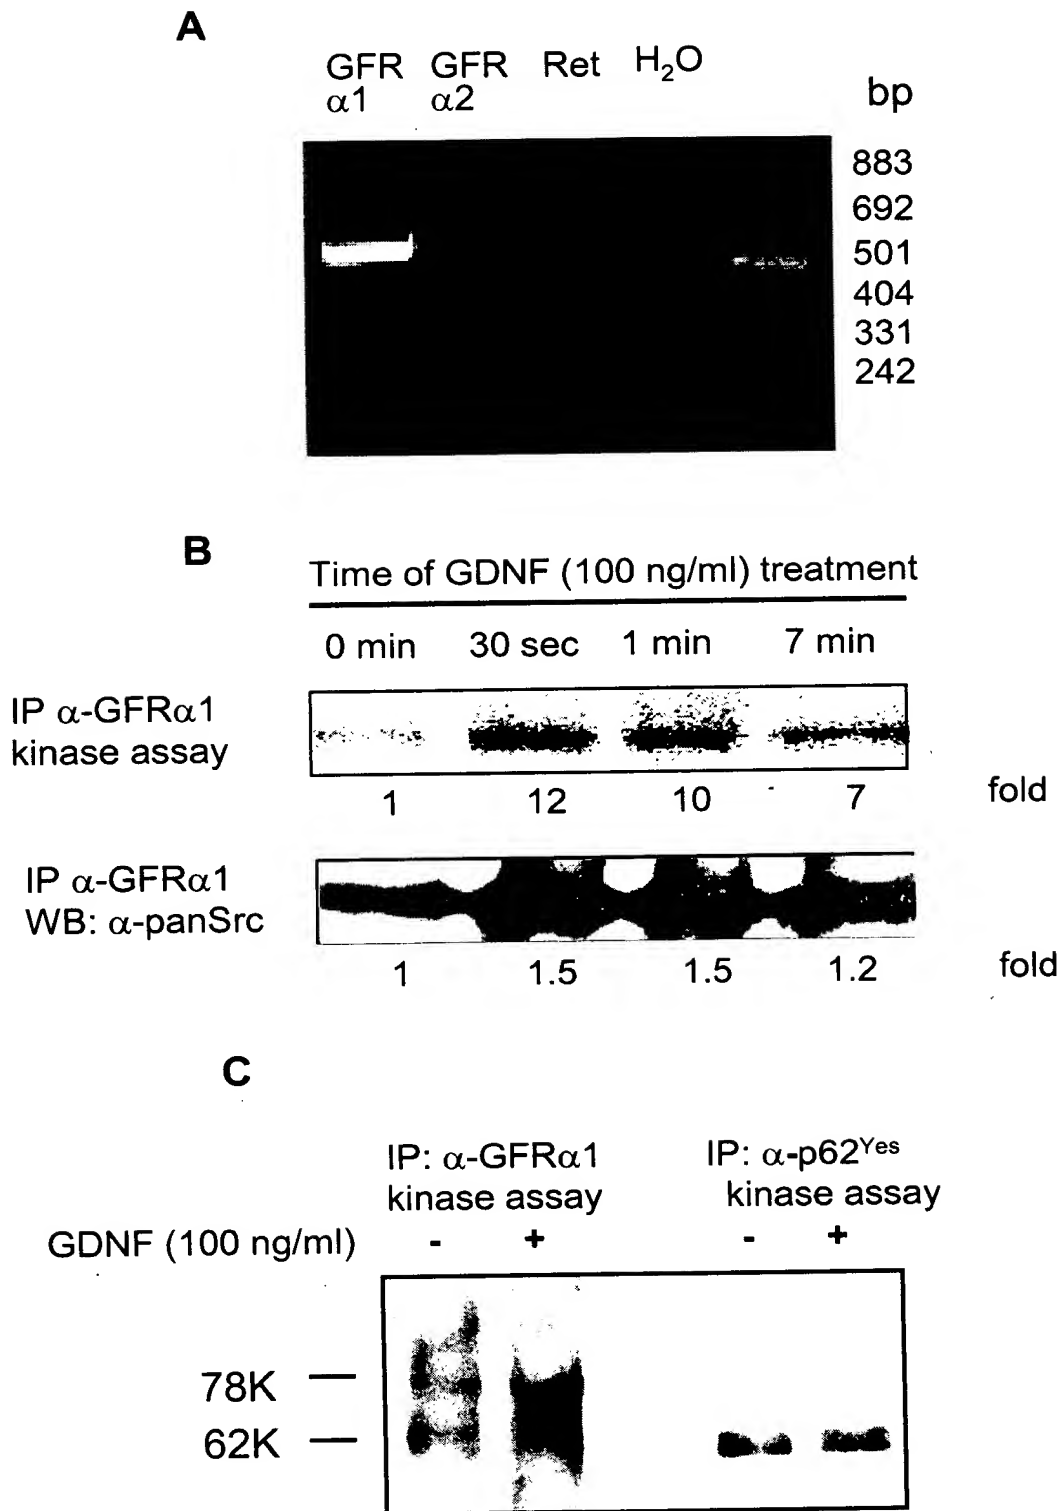 A
GFR α1 GFR α2 Ret H₂O
bp
883
692
501
404
331
242
B
Time of GDNF (100 ng/ml) treatment
0 min 30 sec 1 min 7 min
IP α-GFRα1
kinase assay
1 12 10 7 fold
IP α-GFRα1
WB: α-panSrc
1 1.5 1.5 1.2 fold
C
IP: α-GFRα1
kinase assay
IP: α-p62^Yes
kinase assay
GDNF (100 ng/ml) - + - +
78K
62K